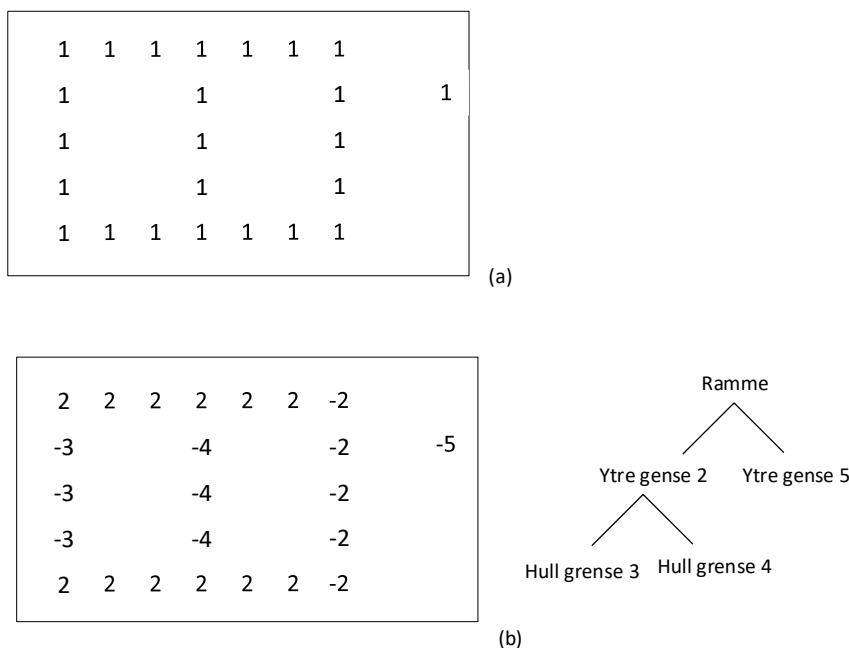 1 1 1 1 1 1 1
1 1 1 1
1 1 1
1 1 1
1 1 1 1 1 1 1
(a)
2 2 2 2 2 2 -2
-3 -4 -2 -5
-3 -4 -2
-3 -4 -2
2 2 2 2 2 2 -2
(b)
Ramme
Ytre gense 2 Ytre gense 5
Hull grense 3 Hull grense 4